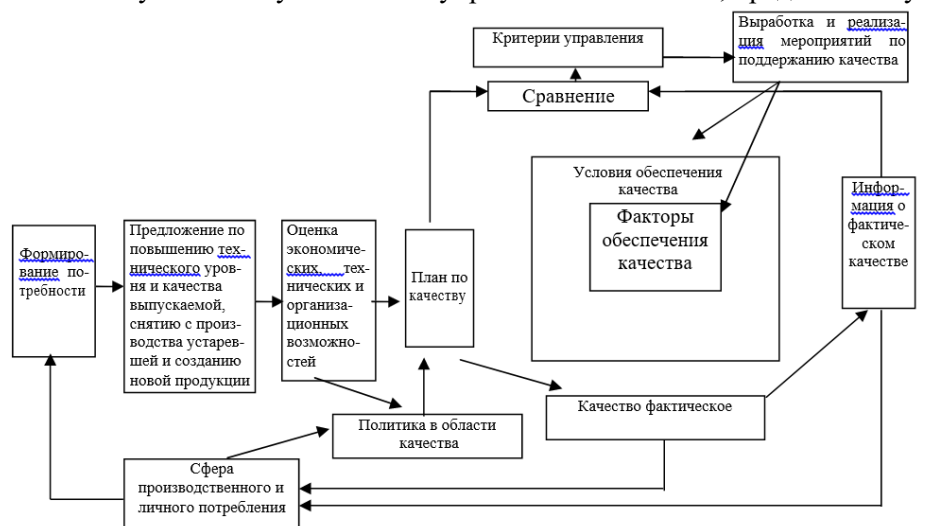 Критерии управления
Выработка и реализа-
ция мероприятий по
поддержанию качества
Сравнение
Условия обеспечения
качества
Факторы
обеспечения
качества
Инфор-
мация о
фактиче-
ском
качестве
Формиро-
вание по-
требности
Предложение по
повышению тех-
нического уров-
ня и качества
выпускаемой,
снятию с произ-
водства устарев-
шей и созданию
новой продукции
Оценка
экономиче-
ских, тех-
нических и
организа-
ционных
возможно-
стей
План по
качеству
Качество фактическое
Политика в области
качества
Сфера
производственного и
личного потребления